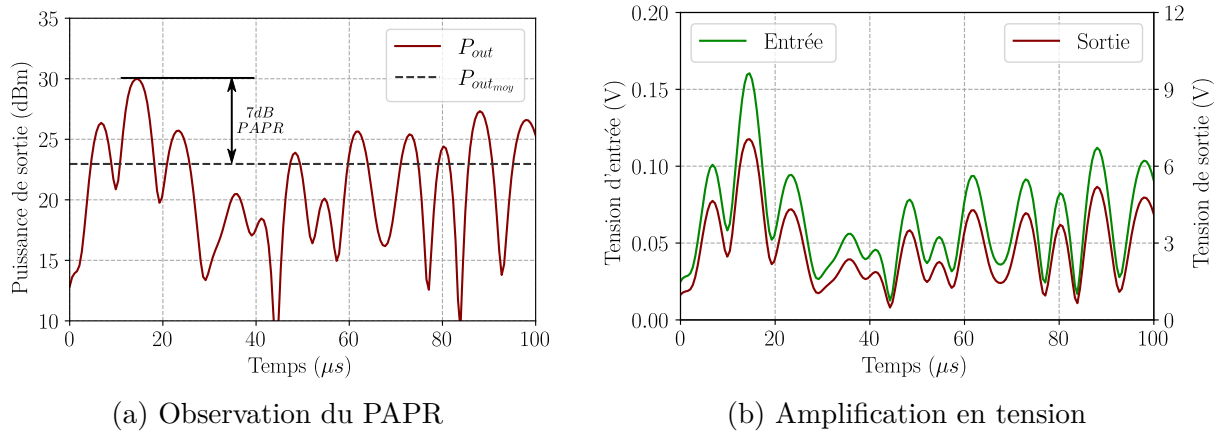 35
30
25
20
15
10
0
20
40
60
80
100
Puissance de sortie (dBm)
Temps (μs)
P_out
P_out_moy
7dB
PAPR
(a) Observation du PAPR
0.20
0.15
0.10
0.05
0.00
0
20
40
60
80
100
12
9
6
3
0
Tension d'entrée (V)
Temps (μs)
Tension de sortie (V)
Entrée
Sortie
(b) Amplification en tension